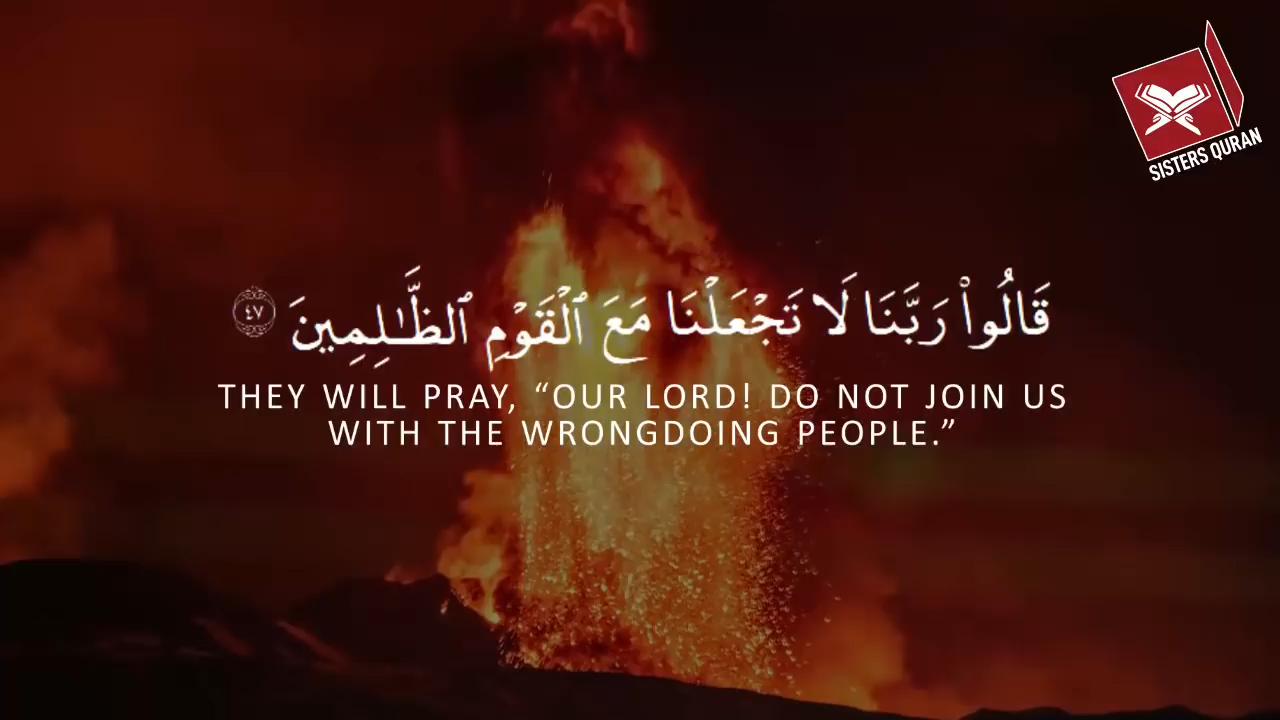 قَالُواْ رَبَّنَا لَا تَجْعَلْنَا مَعَ ٱلْقَوْمِ ٱلظَّـٰلِمِينَ ٤٧
THEY WILL PRAY, “OUR LORD! DO NOT JOIN US
WITH THE WRONGDOING PEOPLE.”
SISTERS QURAN